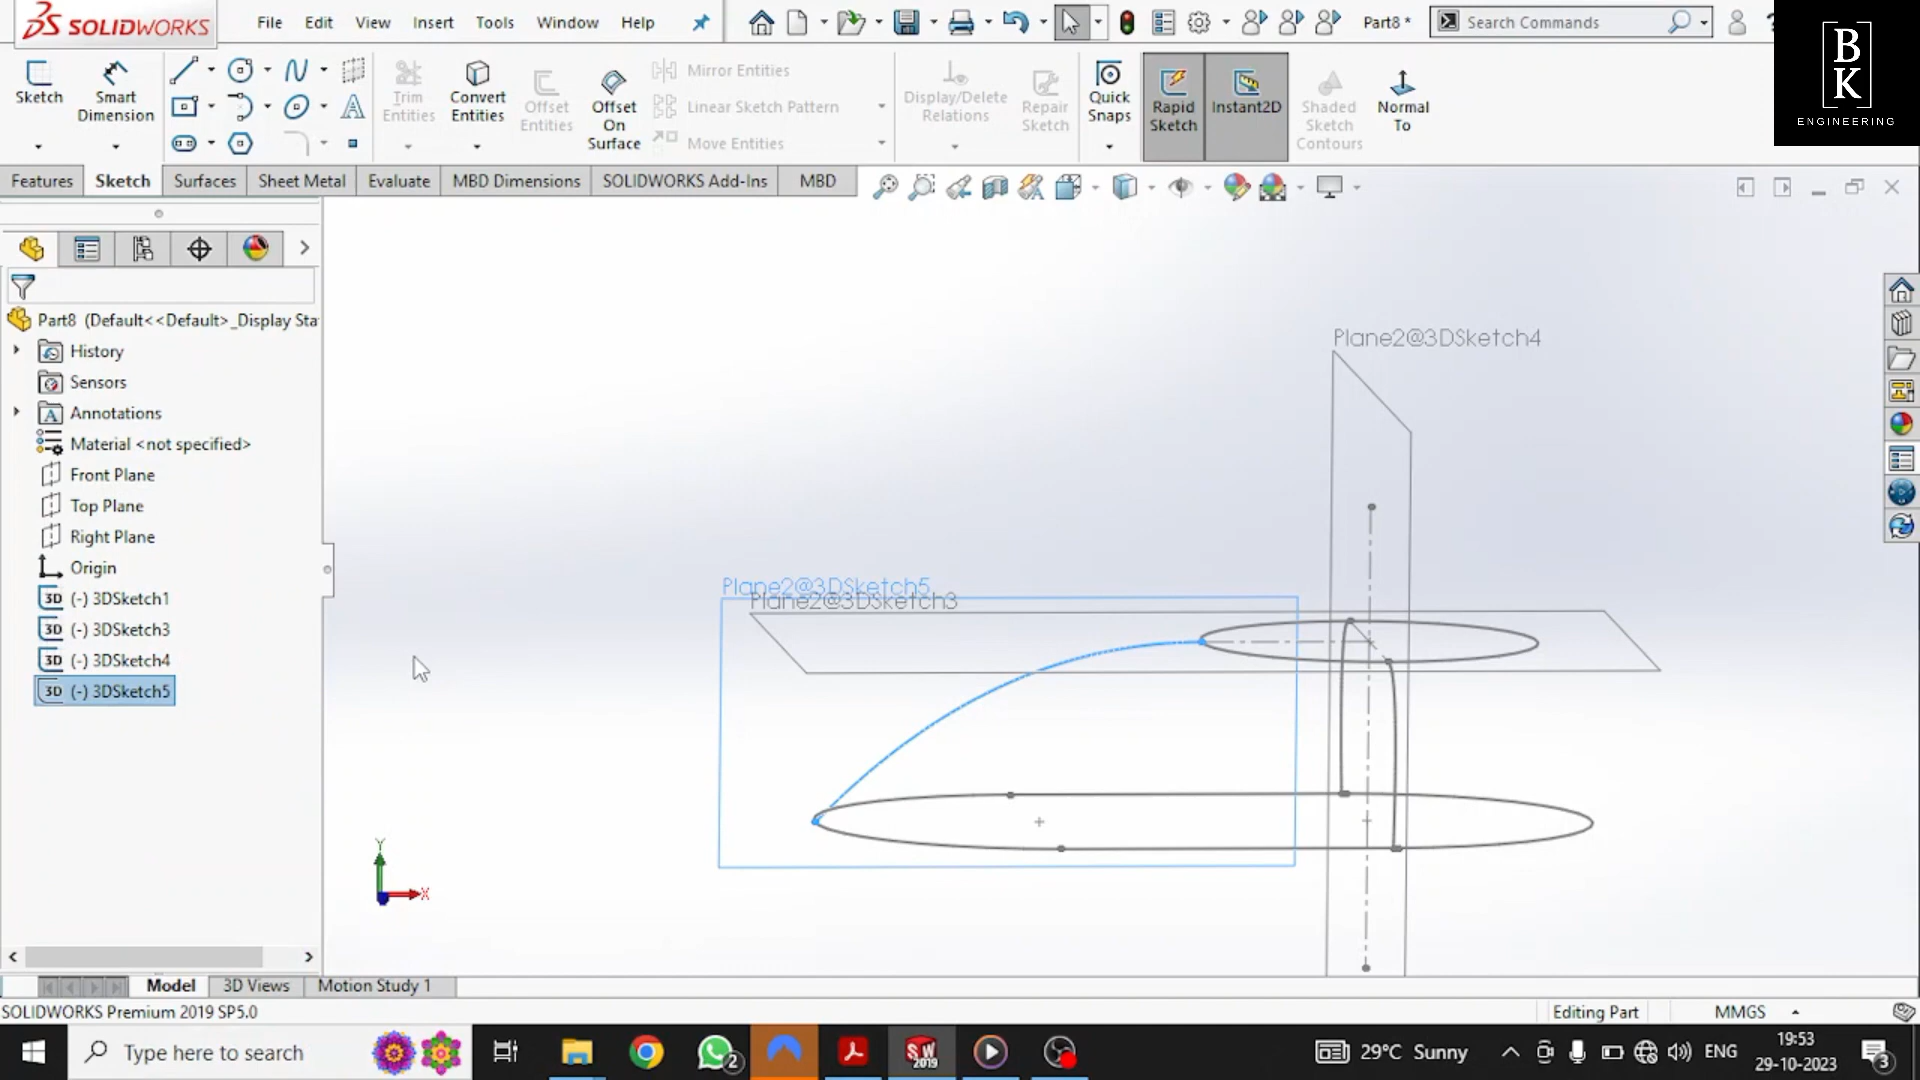 SOLIDWORKS File Edit View Insert Tools Window Help Part8 * Search Commands ?
BK
ENGINEERING
Sketch
Smart Dimension
Trim Entities
Convert Entities
Offset Entities
Offset On Surface
Mirror Entities
Linear Sketch Pattern
Move Entities
Display/Delete Relations
Repair Sketch
Quick Snaps
Rapid Sketch
Instant2D
Shaded Sketch Contours
Normal To
Features Sketch Surfaces Sheet Metal Evaluate MBD Dimensions SOLIDWORKS Add-Ins MBD
Part8 (Default<<Default>_Display Sta
History
Sensors
Annotations
Material <not specified>
Front Plane
Top Plane
Right Plane
Origin
3D (-) 3DSketch1
3D (-) 3DSketch3
3D (-) 3DSketch4
3D (-) 3DSketch5
Plane2@3DSketch4
Plane2@3DSketch5
Plane2@3DSketch3
Y
X
Model 3D Views Motion Study 1
SOLIDWORKS Premium 2019 SP5.0 Editing Part MMGS
Type here to search 2 SW 2019 29°C Sunny ENG 19:53
29-10-2023 3